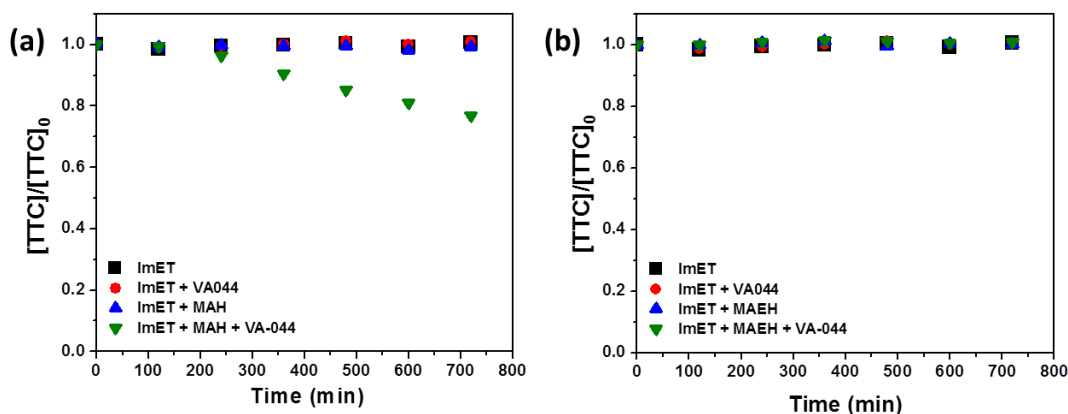 (a)
[TTC]/[TTC]0
1.0
0.8
0.6
0.4
0.2
0.0
ImET
ImET + VA044
ImET + MAH
ImET + MAH + VA-044
0 100 200 300 400 500 600 700 800
Time (min)
(b)
[TTC]/[TTC]0
1.0
0.8
0.6
0.4
0.2
0.0
ImET
ImET + VA044
ImET + MAEH
ImET + MAEH + VA-044
0 100 200 300 400 500 600 700 800
Time (min)